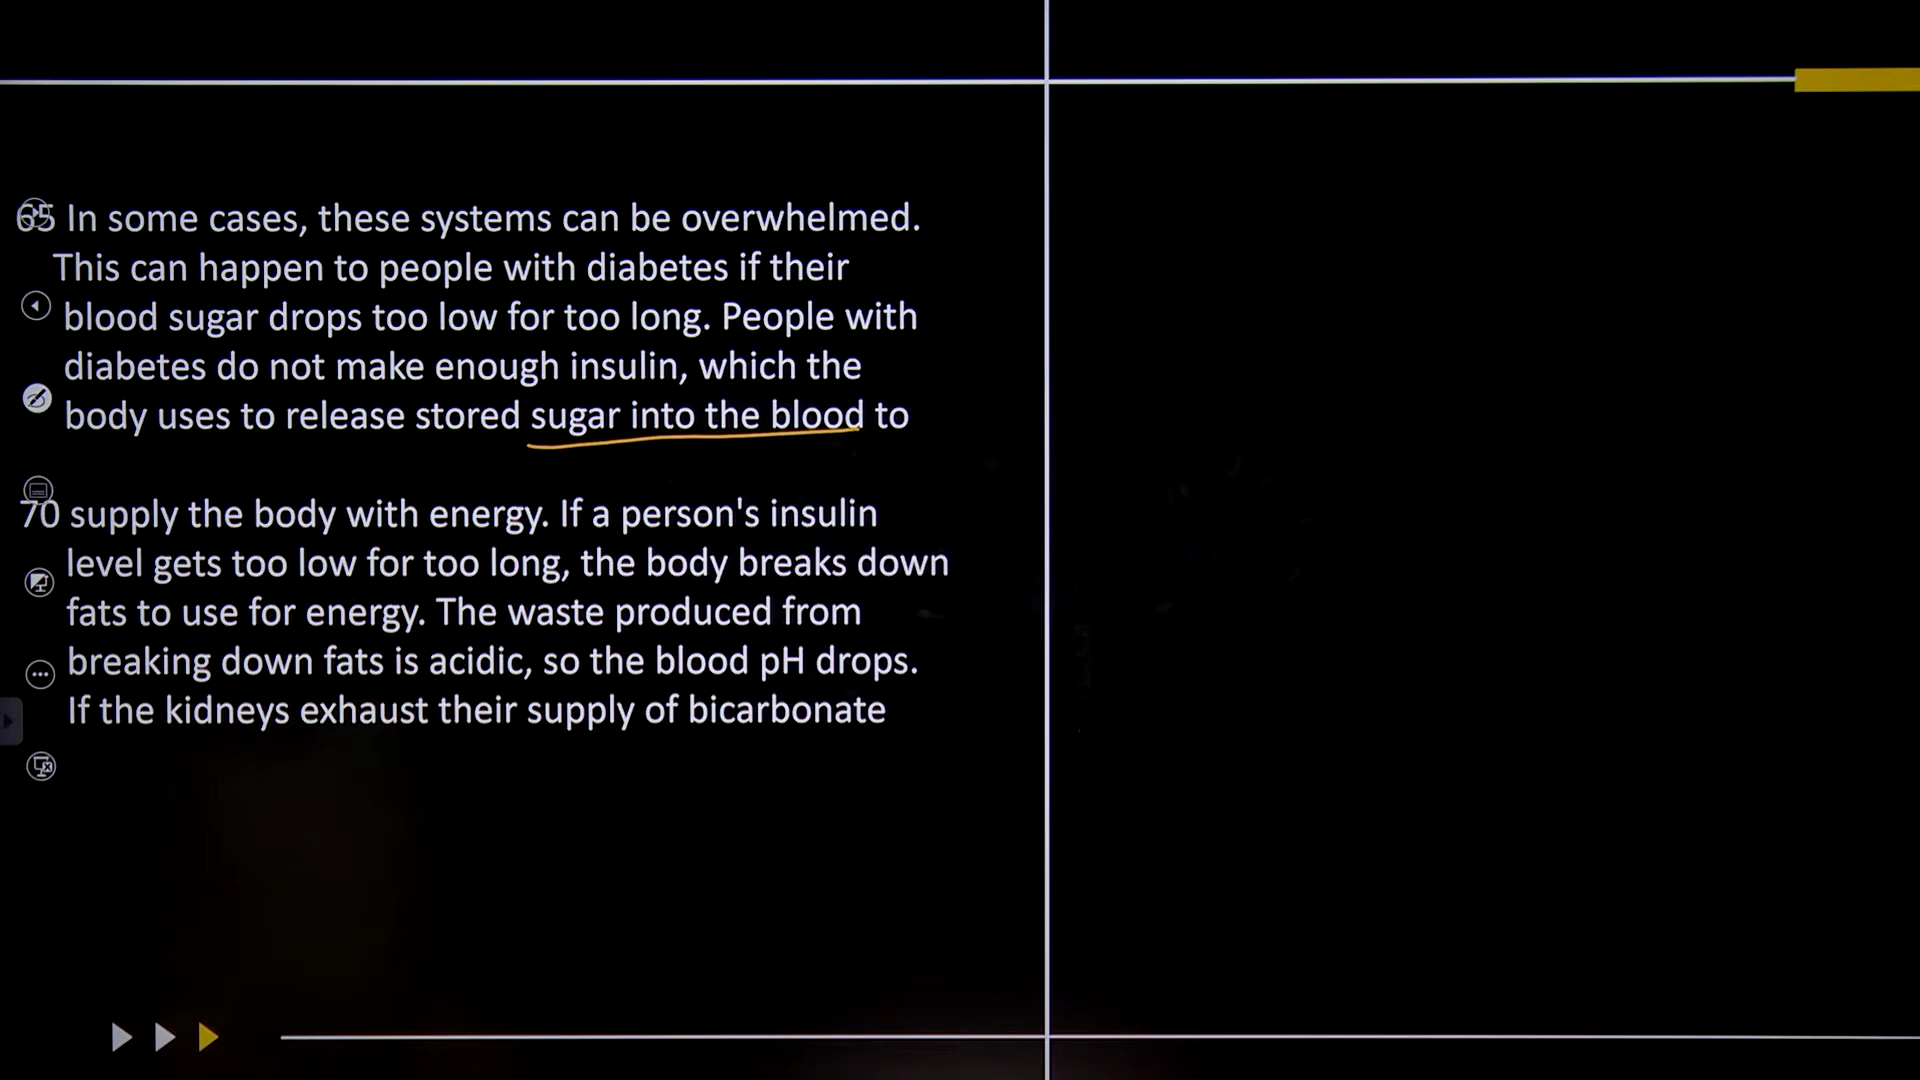 65 In some cases, these systems can be overwhelmed.
This can happen to people with diabetes if their
blood sugar drops too low for too long. People with
diabetes do not make enough insulin, which the
body uses to release stored sugar into the blood to
70 supply the body with energy. If a person's insulin
level gets too low for too long, the body breaks down
fats to use for energy. The waste produced from
breaking down fats is acidic, so the blood pH drops.
If the kidneys exhaust their supply of bicarbonate